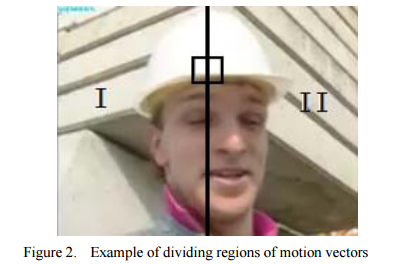 I II
Figure 2. Example of dividing regions of motion vectors